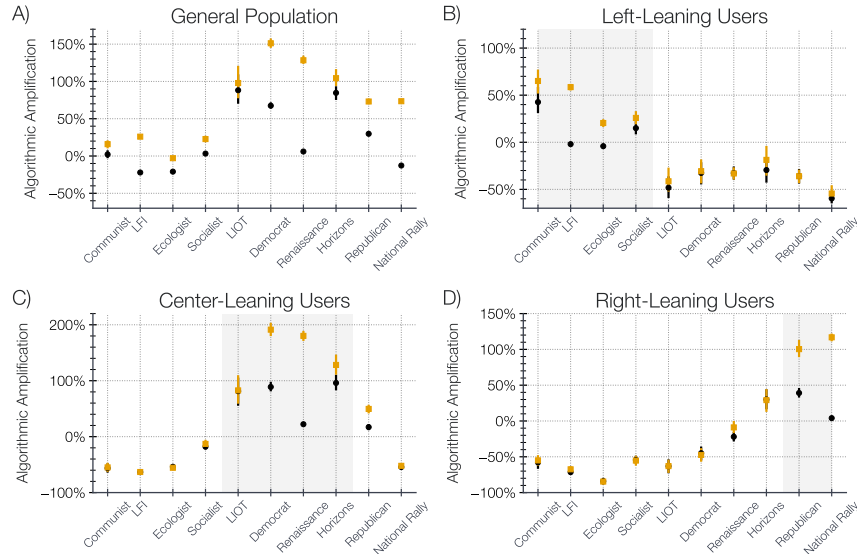 A)
General Population
Algorithmic Amplification
150%
100%
50%
0%
−50%
Communist
LFI
Ecologist
Socialist
LIOT
Democrat
Renaissance
Horizons
Republican
National Rally
B)
Left-Leaning Users
Algorithmic Amplification
100%
50%
0%
−50%
Communist
LFI
Ecologist
Socialist
LIOT
Democrat
Renaissance
Horizons
Republican
National Rally
C)
Center-Leaning Users
Algorithmic Amplification
200%
100%
0%
−100%
Communist
LFI
Ecologist
Socialist
LIOT
Democrat
Renaissance
Horizons
Republican
National Rally
D)
Right-Leaning Users
Algorithmic Amplification
150%
100%
50%
0%
−50%
−100%
Communist
LFI
Ecologist
Socialist
LIOT
Democrat
Renaissance
Horizons
Republican
National Rally